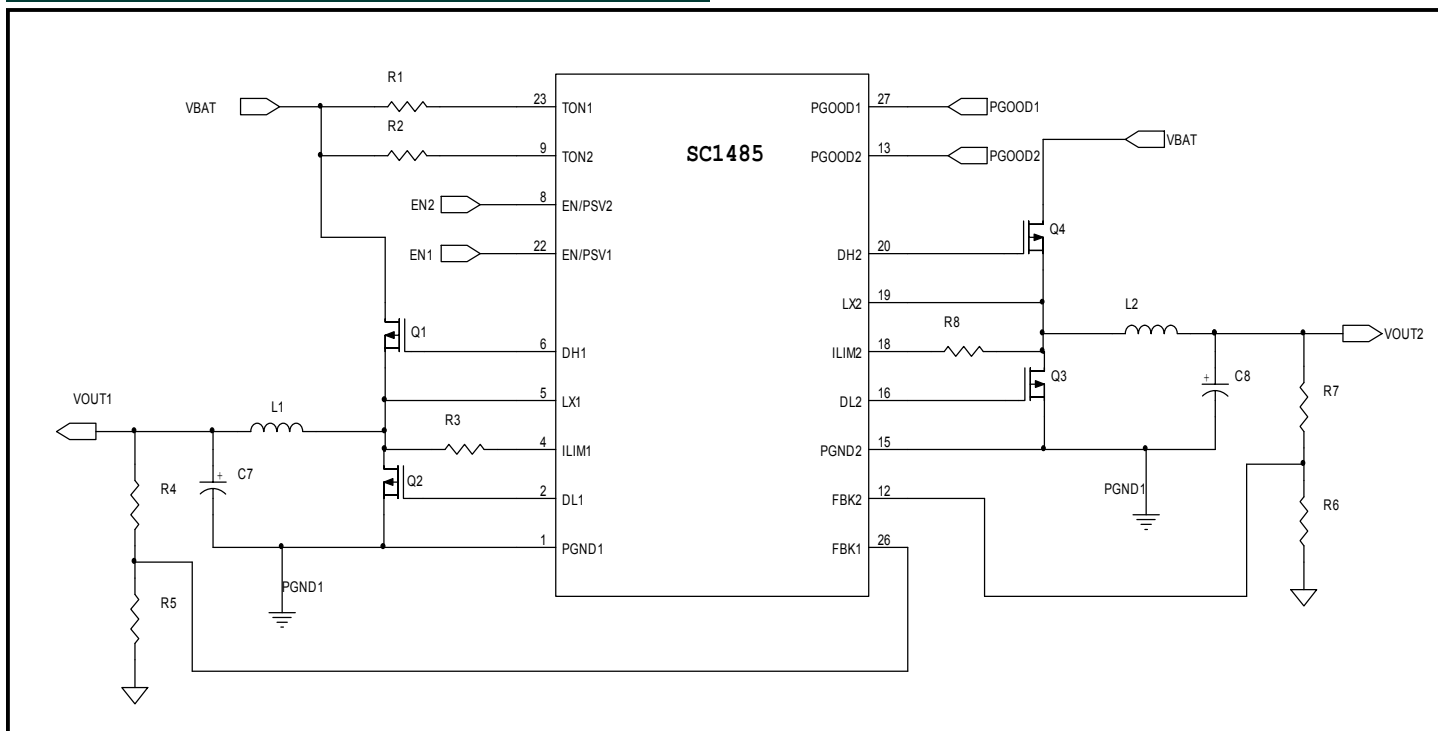 R1
VBAT
23 TON1
R2
9 TON2
EN2
8 EN/PSV2
EN1
22 EN/PSV1
Q1
6 DH1
5 LX1
VOUT1
L1
R3
4 ILIM1
C7
+
R4
Q2
2 DL1
1 PGND1
PGND1
R5
SC1485
PGOOD1 27
PGOOD1
PGOOD2 13
PGOOD2
VBAT
Q4
DH2 20
LX2 19
L2
R8
ILIM2 18
VOUT2
Q3
DL2 16
+
C8
R7
PGND2 15
PGND1
FBK2 12
R6
FBK1 26